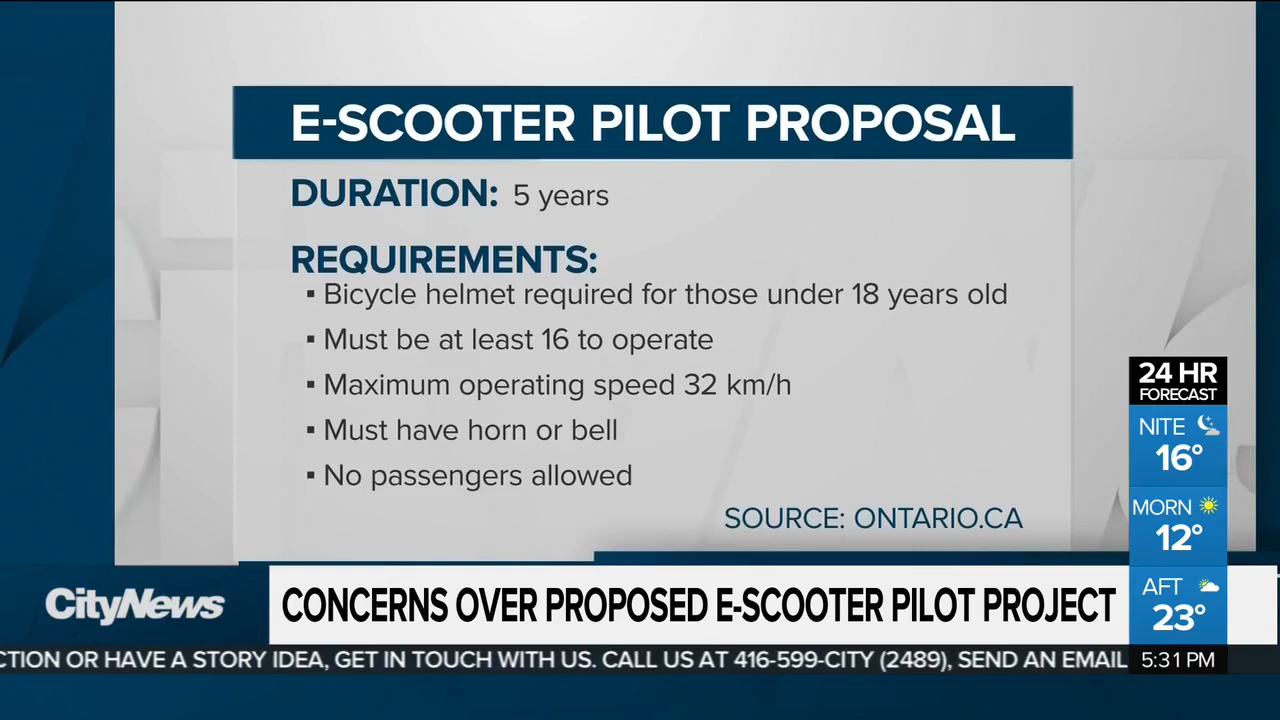 E-SCOOTER PILOT PROPOSAL
DURATION: 5 years
REQUIREMENTS:
▪ Bicycle helmet required for those under 18 years old
▪ Must be at least 16 to operate
▪ Maximum operating speed 32 km/h
▪ Must have horn or bell
▪ No passengers allowed
SOURCE: ONTARIO.CA
24 HR
FORECAST
NITE
16°
MORN
12°
AFT
23°
CityNews
CONCERNS OVER PROPOSED E-SCOOTER PILOT PROJECT
CTION OR HAVE A STORY IDEA, GET IN TOUCH WITH US. CALL US AT 416-599-CITY (2489), SEND AN EMAIL
5:31 PM